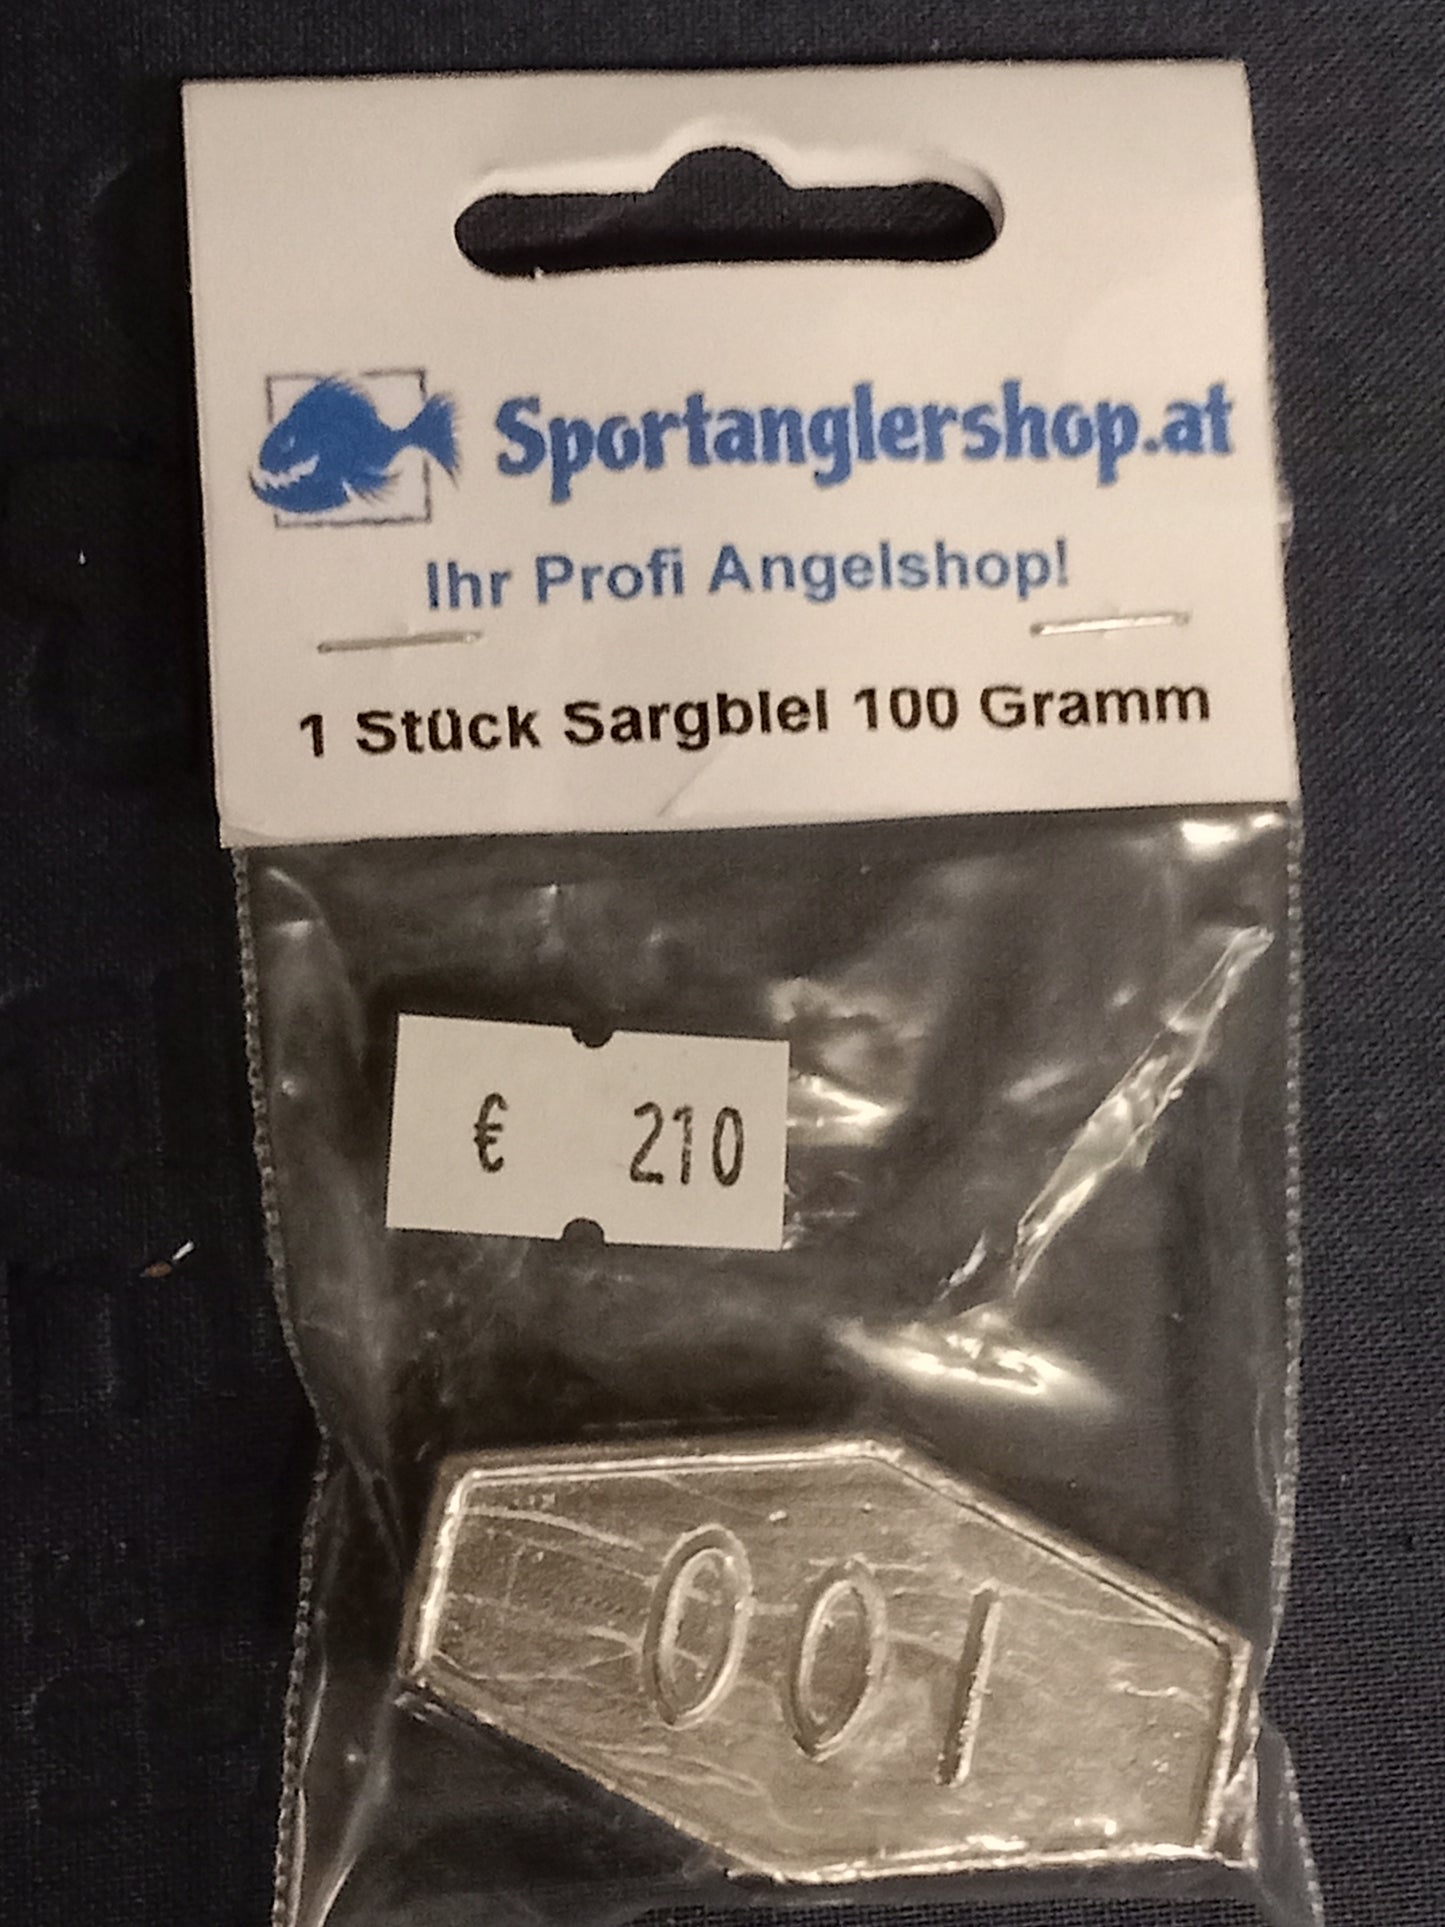 Sportanglershop.at
Ihr Profi Angelshop!
1 Stück Sargblei 100 Gramm
€ 210
100